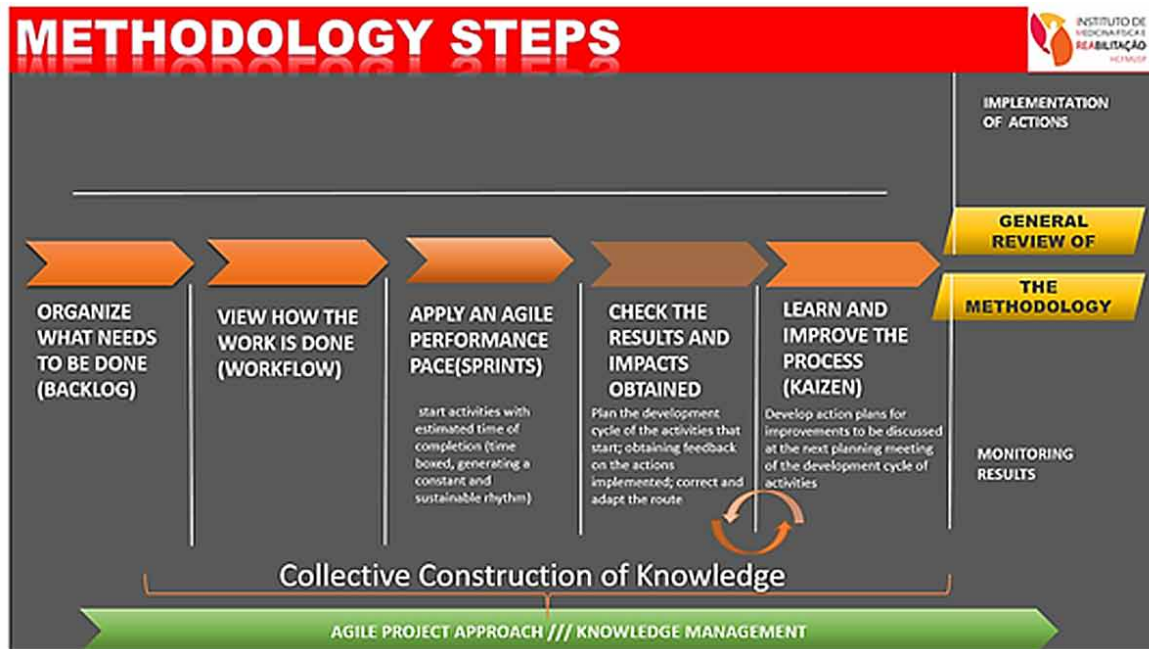 METHODOLOGY STEPS
INSTITUTO DE
MEDICINA FISICA E
REABILITAÇÃO
HCFMUSP
IMPLEMENTATION
OF ACTIONS
GENERAL
REVIEW OF
THE
METHODOLOGY
ORGANIZE
WHAT NEEDS
TO BE DONE
(BACKLOG)
VIEW HOW THE
WORK IS DONE
(WORKFLOW)
APPLY AN AGILE
PERFORMANCE
PACE(SPRINTS)
start activities with
estimated time of
completion (time
boxed, generating a
constant and
sustainable rhythm)
CHECK THE
RESULTS AND
IMPACTS
OBTAINED
Plan the development
cycle of the activities that
start; obtaining feedback
on the actions
implemented; correct and
adapt the route
LEARN AND
IMPROVE THE
PROCESS
(KAIZEN)
Develop action plans for
improvements to be discussed
at the next planning meeting
of the development cycle of
activities
MONITORING
RESULTS
Collective Construction of Knowledge
AGILE PROJECT APPROACH /// KNOWLEDGE MANAGEMENT